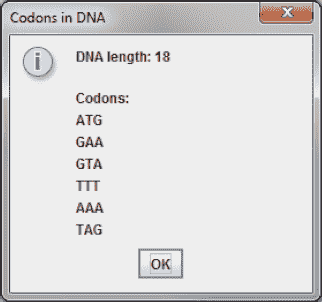 Codons in DNA
DNA length: 18
Codons:
ATG
GAA
GTA
TTT
AAA
TAG
OK